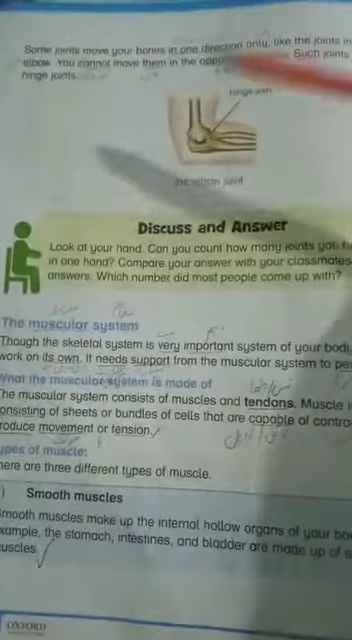 Some joints move your bones in one direction only, like the joints in
elbow. You cannot move them in the Such joints
hinge joints.
hinge joint
the elbow joint
Discuss and Answer
Look at your hand. Can you count how many joints you
in one hand? Compare your answer with your classmates
answers. Which number did most people come up with?
The muscular system
Though the skeletal system is very important system of your body
work on its own. It needs support from the muscular system to
What the muscular system is made of
The muscular system consists of muscles and tendons. Muscle
onsisting of sheets or bundles of cells that are capable of
roduce movement or tension.
ypes of muscle:
here are three different types of muscle.
) Smooth muscles
mooth muscles make up the internal hollow organs of your
xample, the stomach, intestines, and bladder are made up of
uscles.
OXFORD